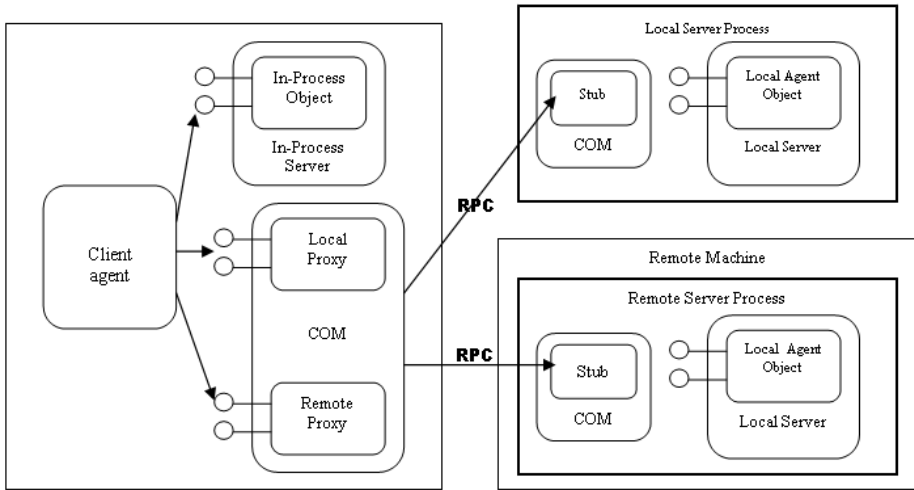 In-Process
Object
In-Process
Server
Client
agent
Local
Proxy
COM
Remote
Proxy
RPC
RPC
Local Server Process
Stub
COM
Local Agent
Object
Local Server
Remote Machine
Remote Server Process
Stub
COM
Local Agent
Object
Local Server